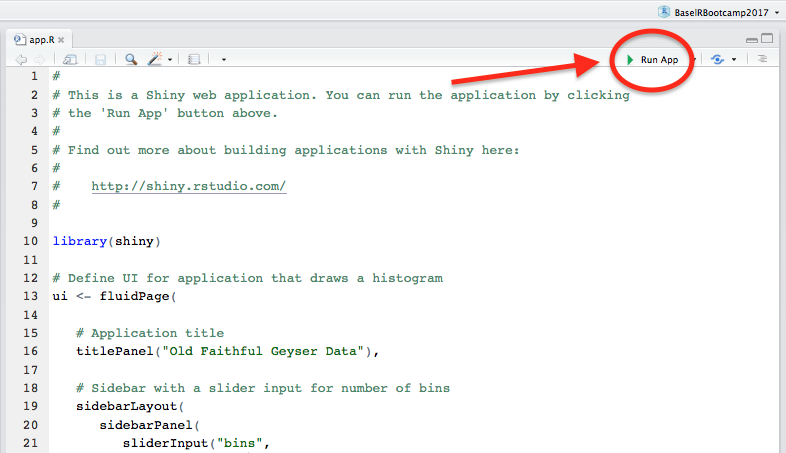 BaselRBootcamp2017
app.R
Run App
1 #
2 # This is a Shiny web application. You can run the application by clicking
3 # the 'Run App' button above.
4 #
5 # Find out more about building applications with Shiny here:
6 #
7 #    http://shiny.rstudio.com/
8 #
9
10 library(shiny)
11
12 # Define UI for application that draws a histogram
13 ui <- fluidPage(
14
15    # Application title
16    titlePanel("Old Faithful Geyser Data"),
17
18    # Sidebar with a slider input for number of bins
19    sidebarLayout(
20       sidebarPanel(
21          sliderInput("bins",